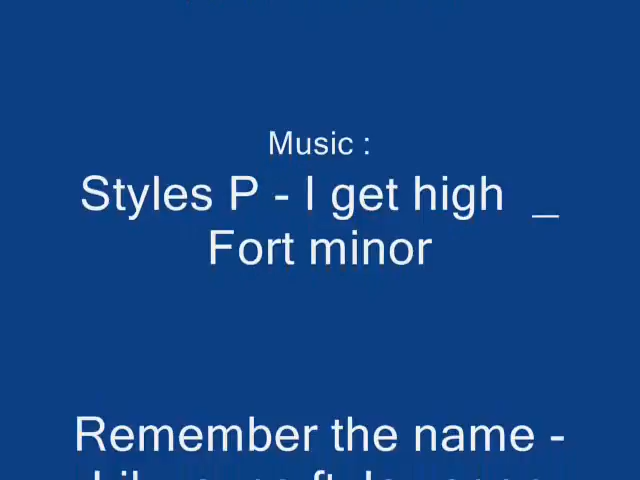 Music :
Styles P - I get high _
Fort minor
Remember the name -